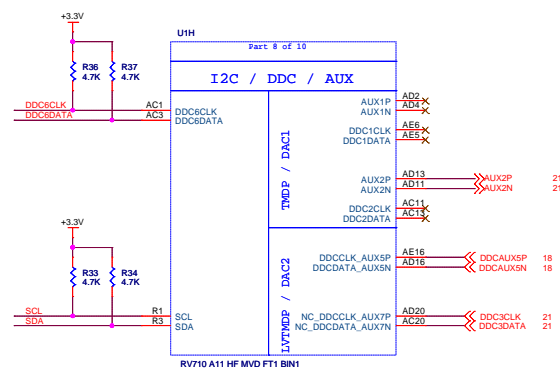 +3.3V
U1H
Part 8 of 10
I2C / DDC / AUX
R36
4.7K
R37
4.7K
DDC6CLK
AC1
DDC6CLK
DDC6DATA
AC3
DDC6DATA
TMDP / DAC1
AUX1P
AD2
AUX1N
AD4
DDC1CLK
AE6
DDC1DATA
AE5
AUX2P
AD13
AUX2P
21
AUX2N
AD11
AUX2N
21
DDC2CLK
AC11
DDC2DATA
AC13
+3.3V
R33
4.7K
R34
4.7K
SCL
R1
SCL
SDA
R3
SDA
LVTMDP / DAC2
DDCCLK_AUX5P
AE16
DDCAUX5P
18
DDCDATA_AUX5N
AD16
DDCAUX5N
18
NC_DDCCLK_AUX7P
AD20
DDC3CLK
21
NC_DDCDATA_AUX7N
AC20
DDC3DATA
21
RV710 A11 HF MVD FT1 BIN1